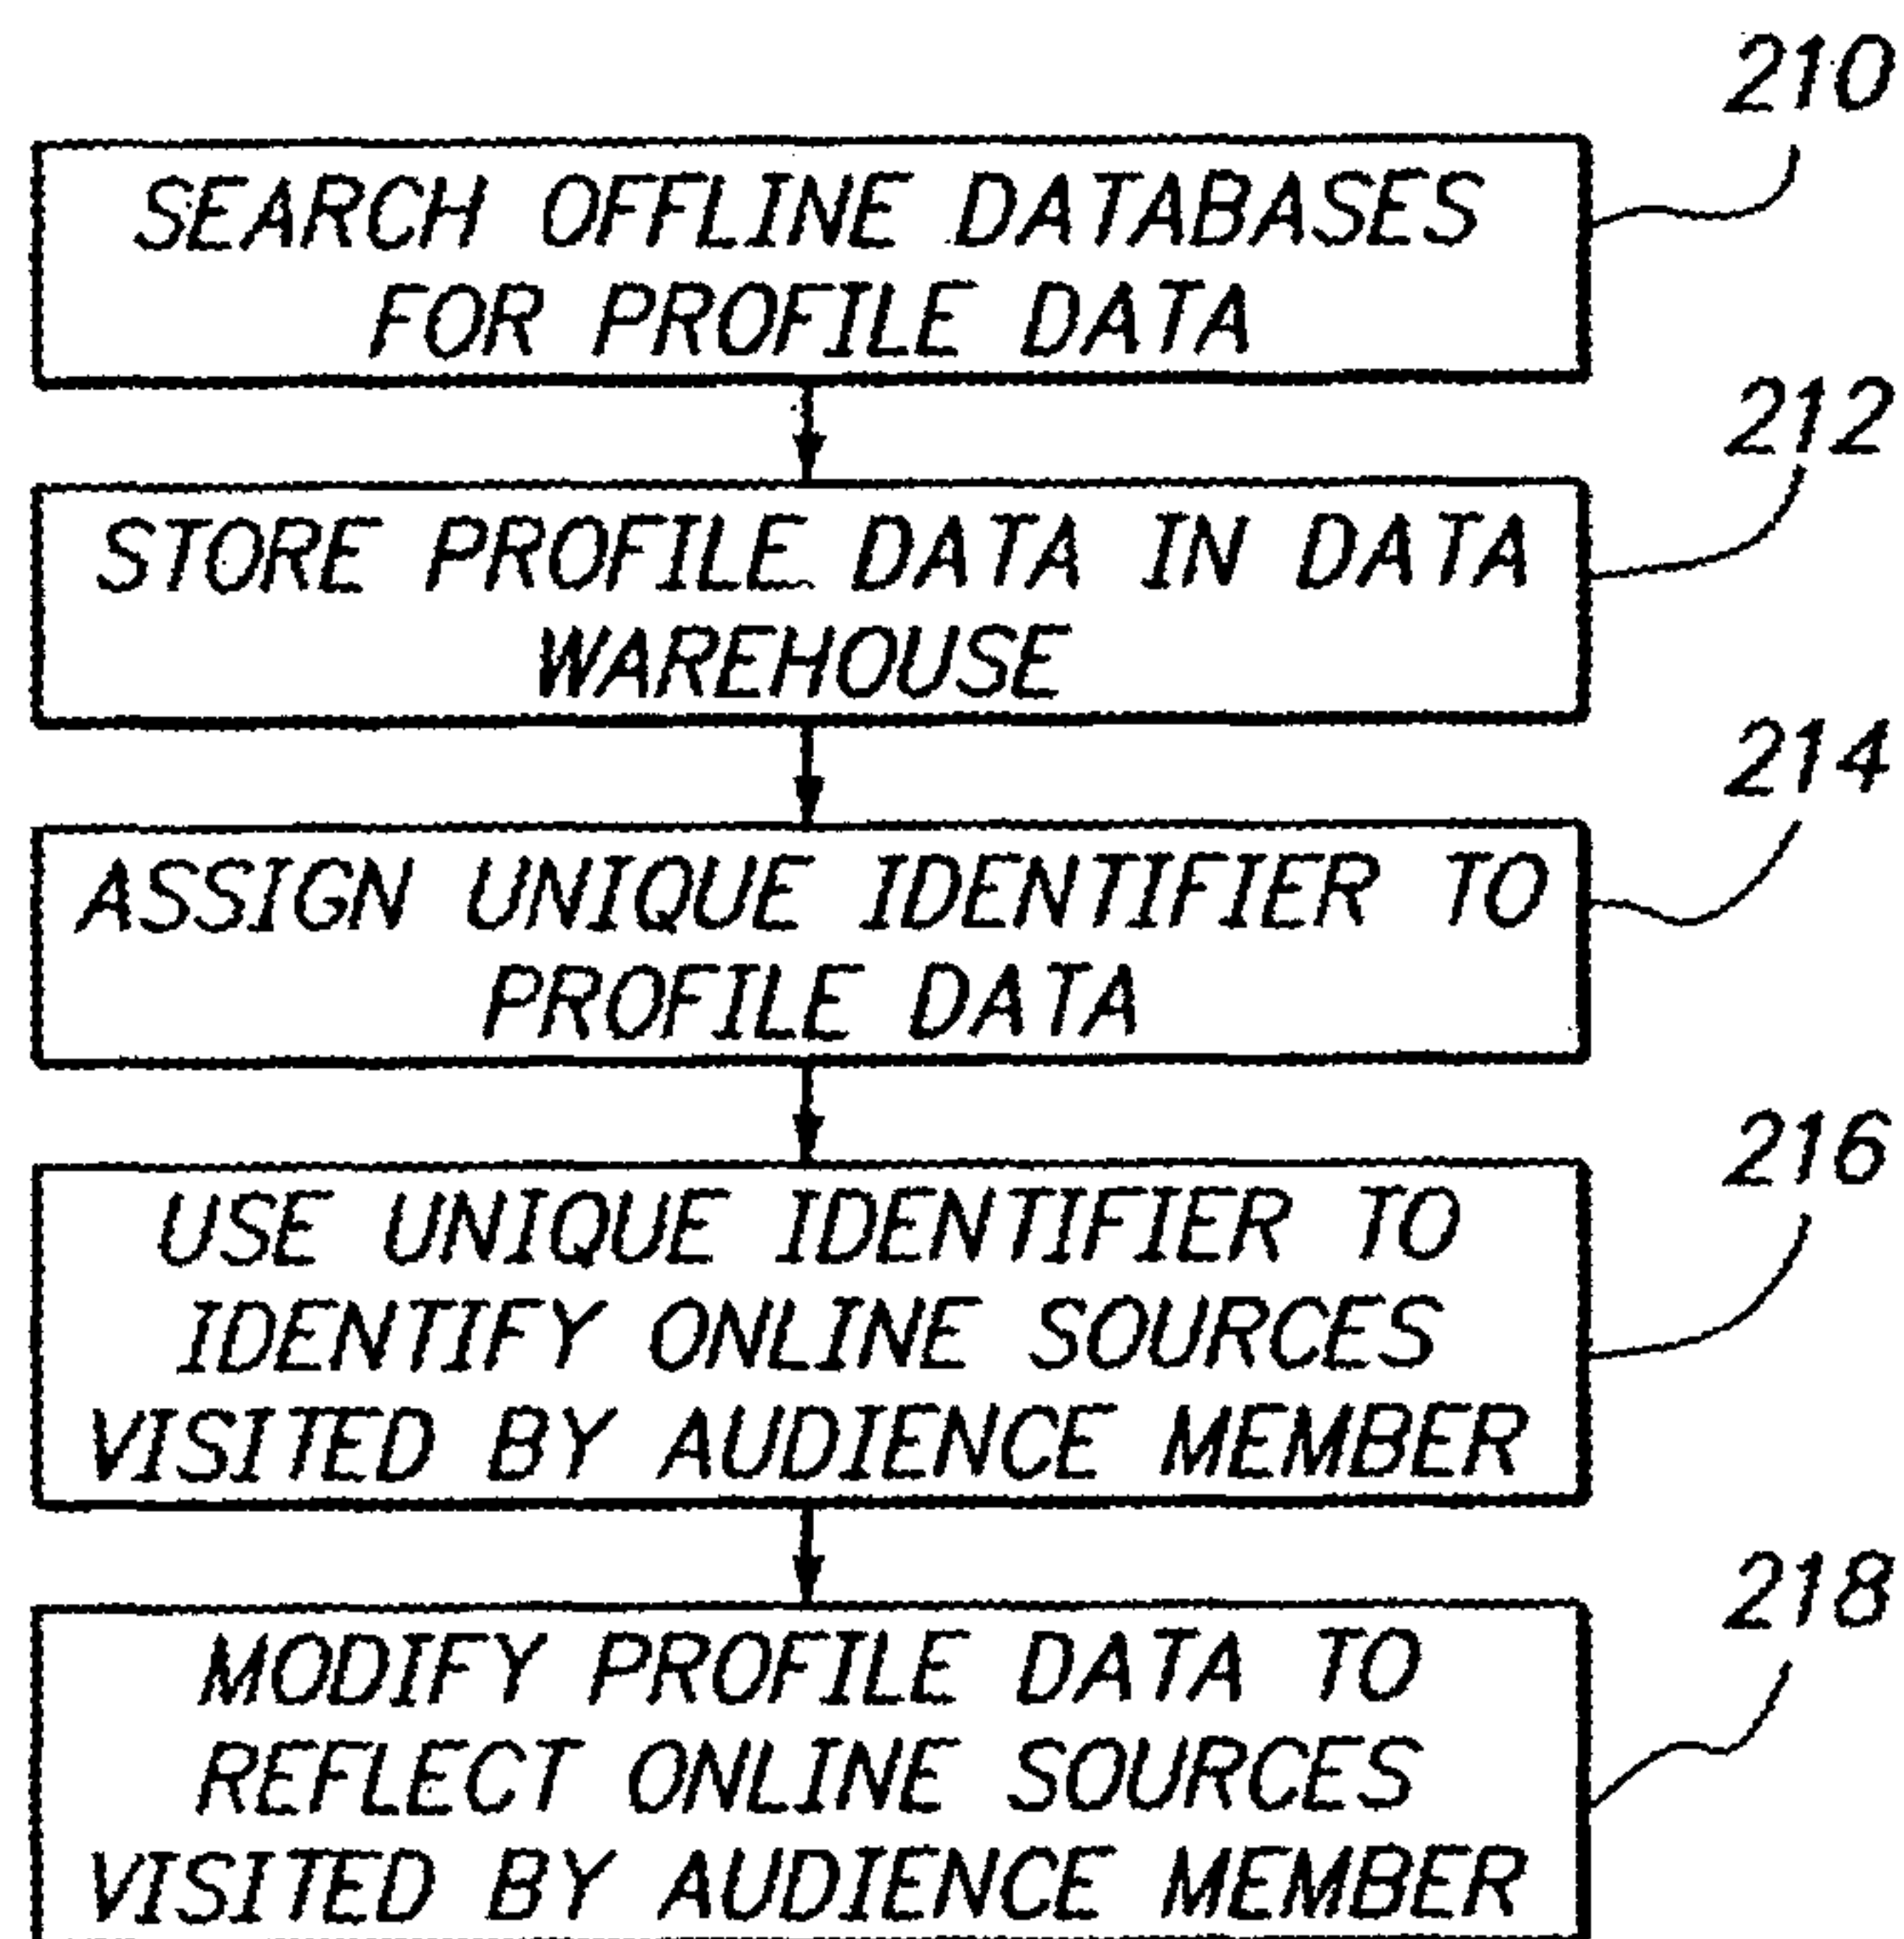 210
SEARCH OFFLINE DATABASES
FOR PROFILE DATA
212
STORE PROFILE DATA IN DATA
WAREHOUSE
214
ASSIGN UNIQUE IDENTIFIER TO
PROFILE DATA
216
USE UNIQUE IDENTIFIER TO
IDENTIFY ONLINE SOURCES
VISITED BY AUDIENCE MEMBER
218
MODIFY PROFILE DATA TO
REFLECT ONLINE SOURCES
VISITED BY AUDIENCE MEMBER